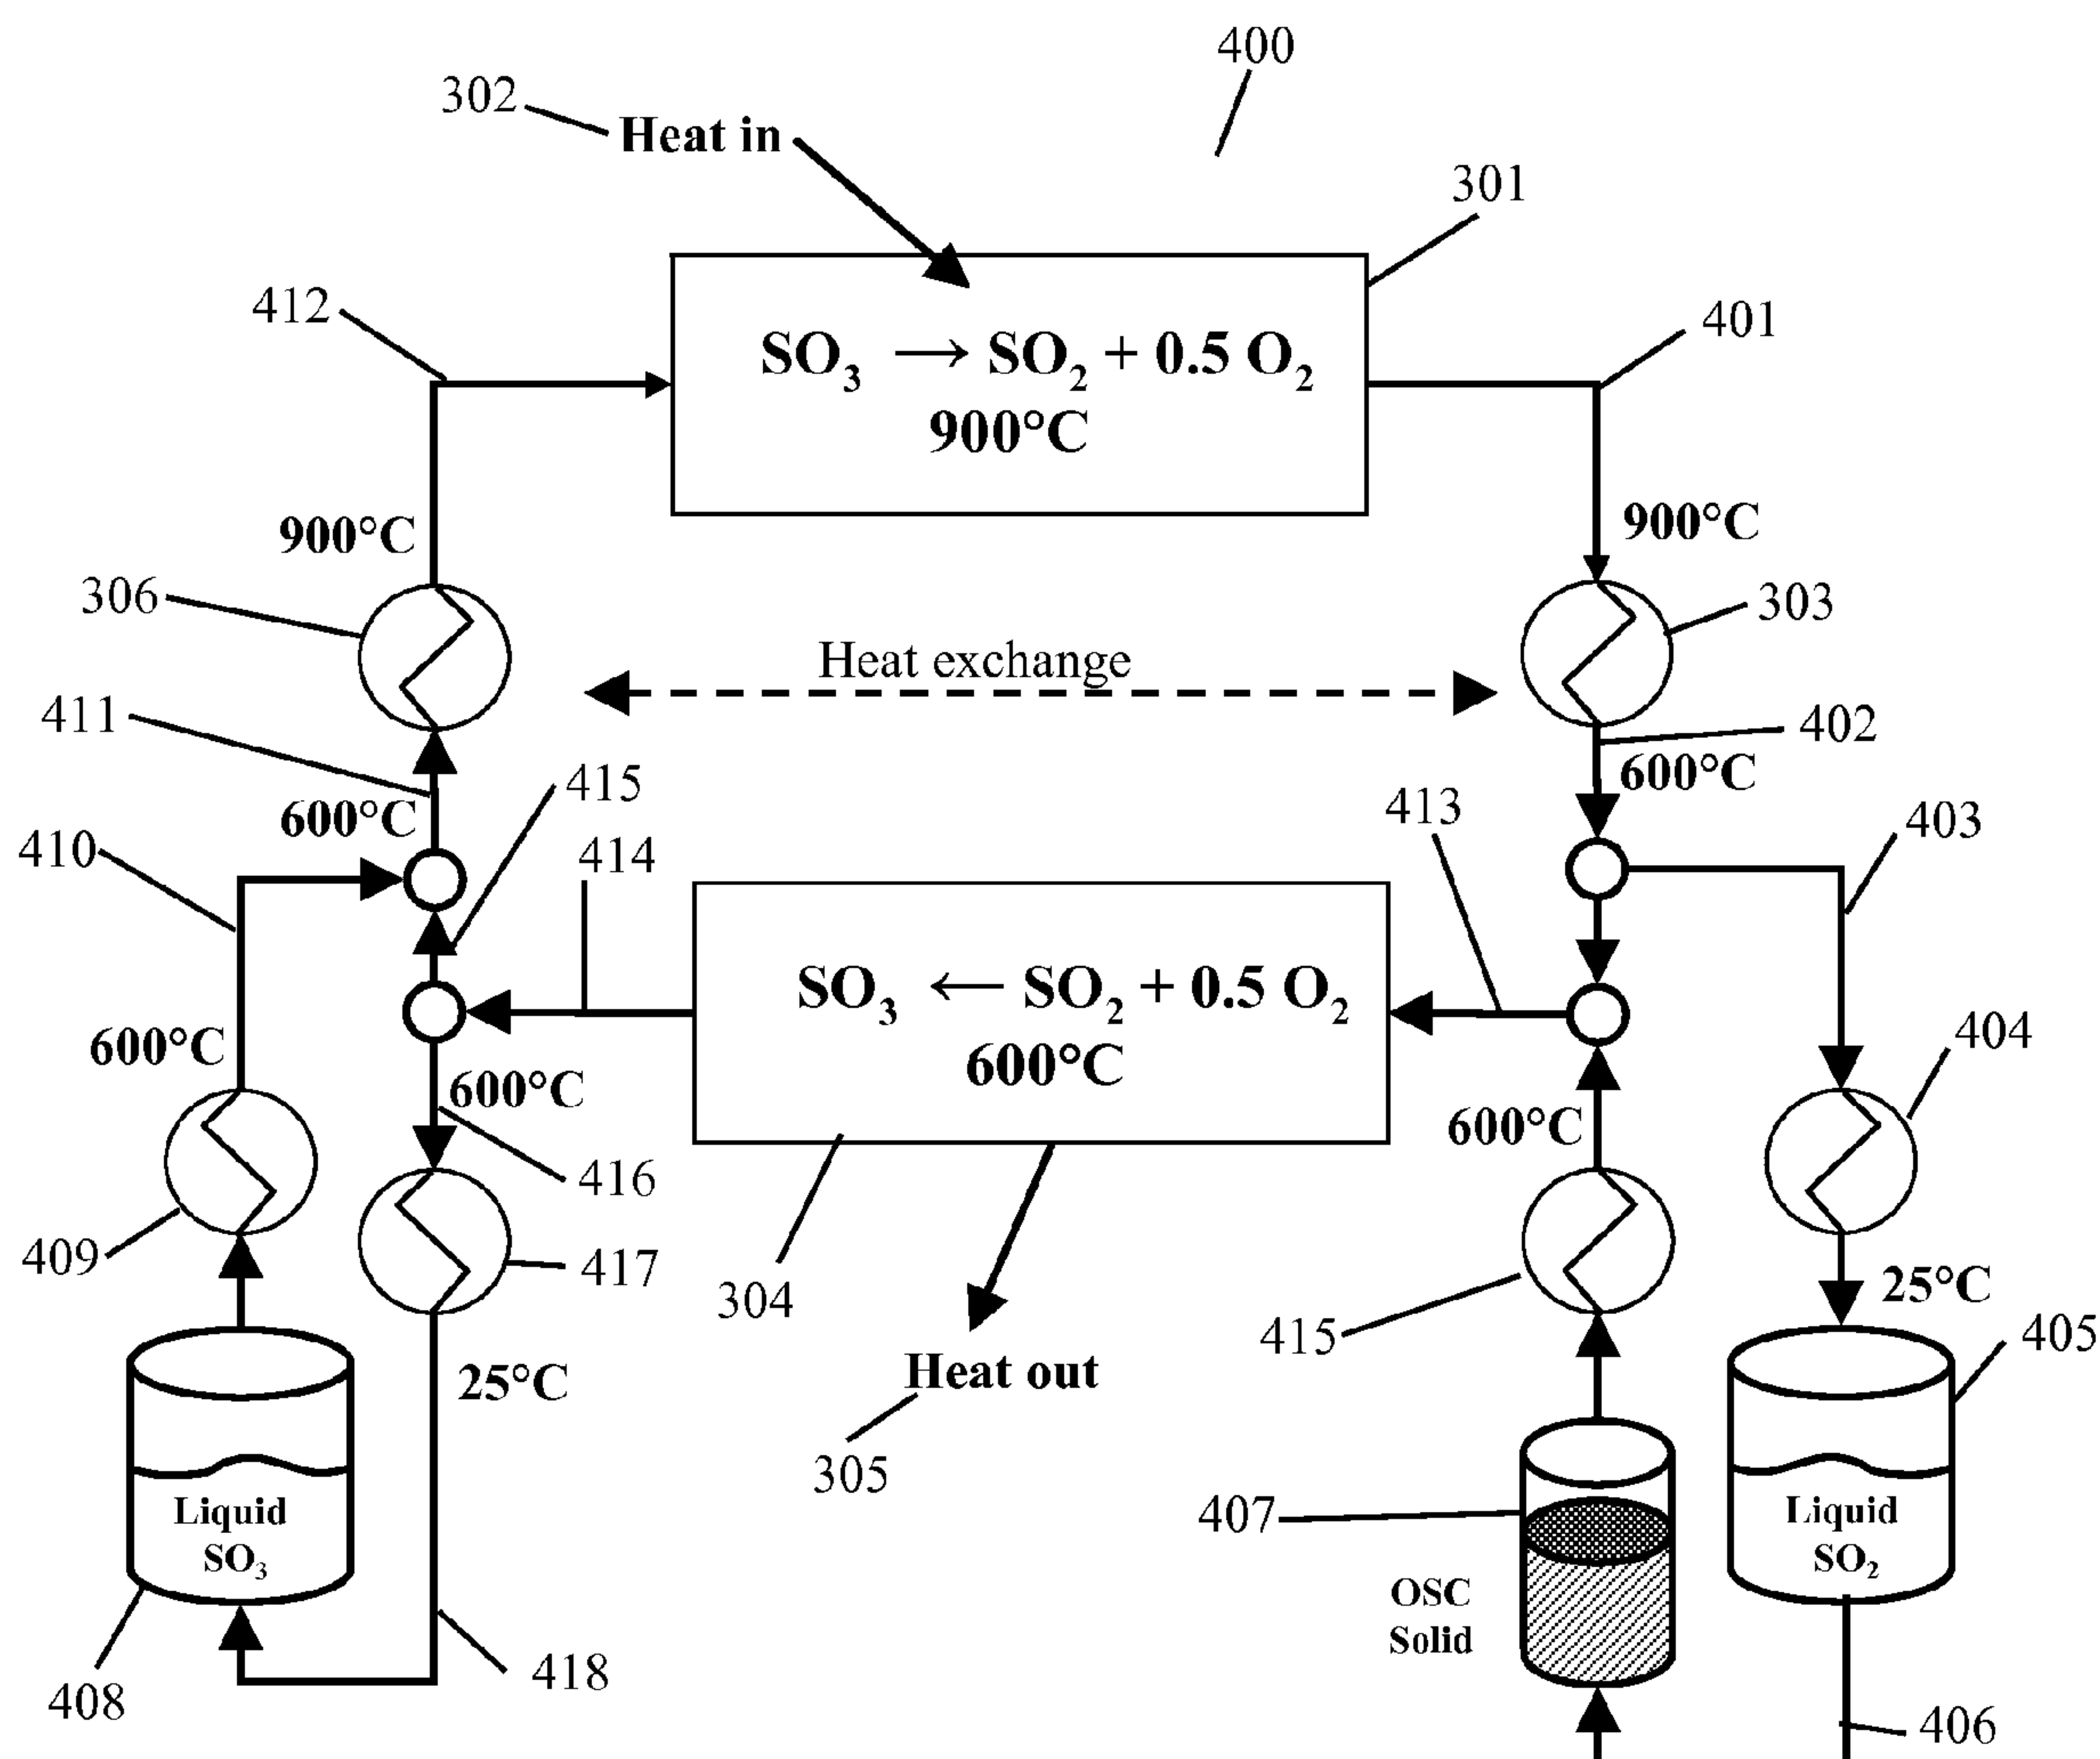 400
302
Heat in
301
412
401
SO₃ → SO₂ + 0.5 O₂
900°C
900°C
900°C
306
303
Heat exchange
411
402
600°C
415
600°C
413
403
410
414
SO₃ ← SO₂ + 0.5 O₂
600°C
404
600°C
600°C
600°C
416
409
417
304
415
25°C
405
25°C
Heat out
305
407
Liquid
SO₃
Liquid
SO₂
OSC
Solid
418
408
406